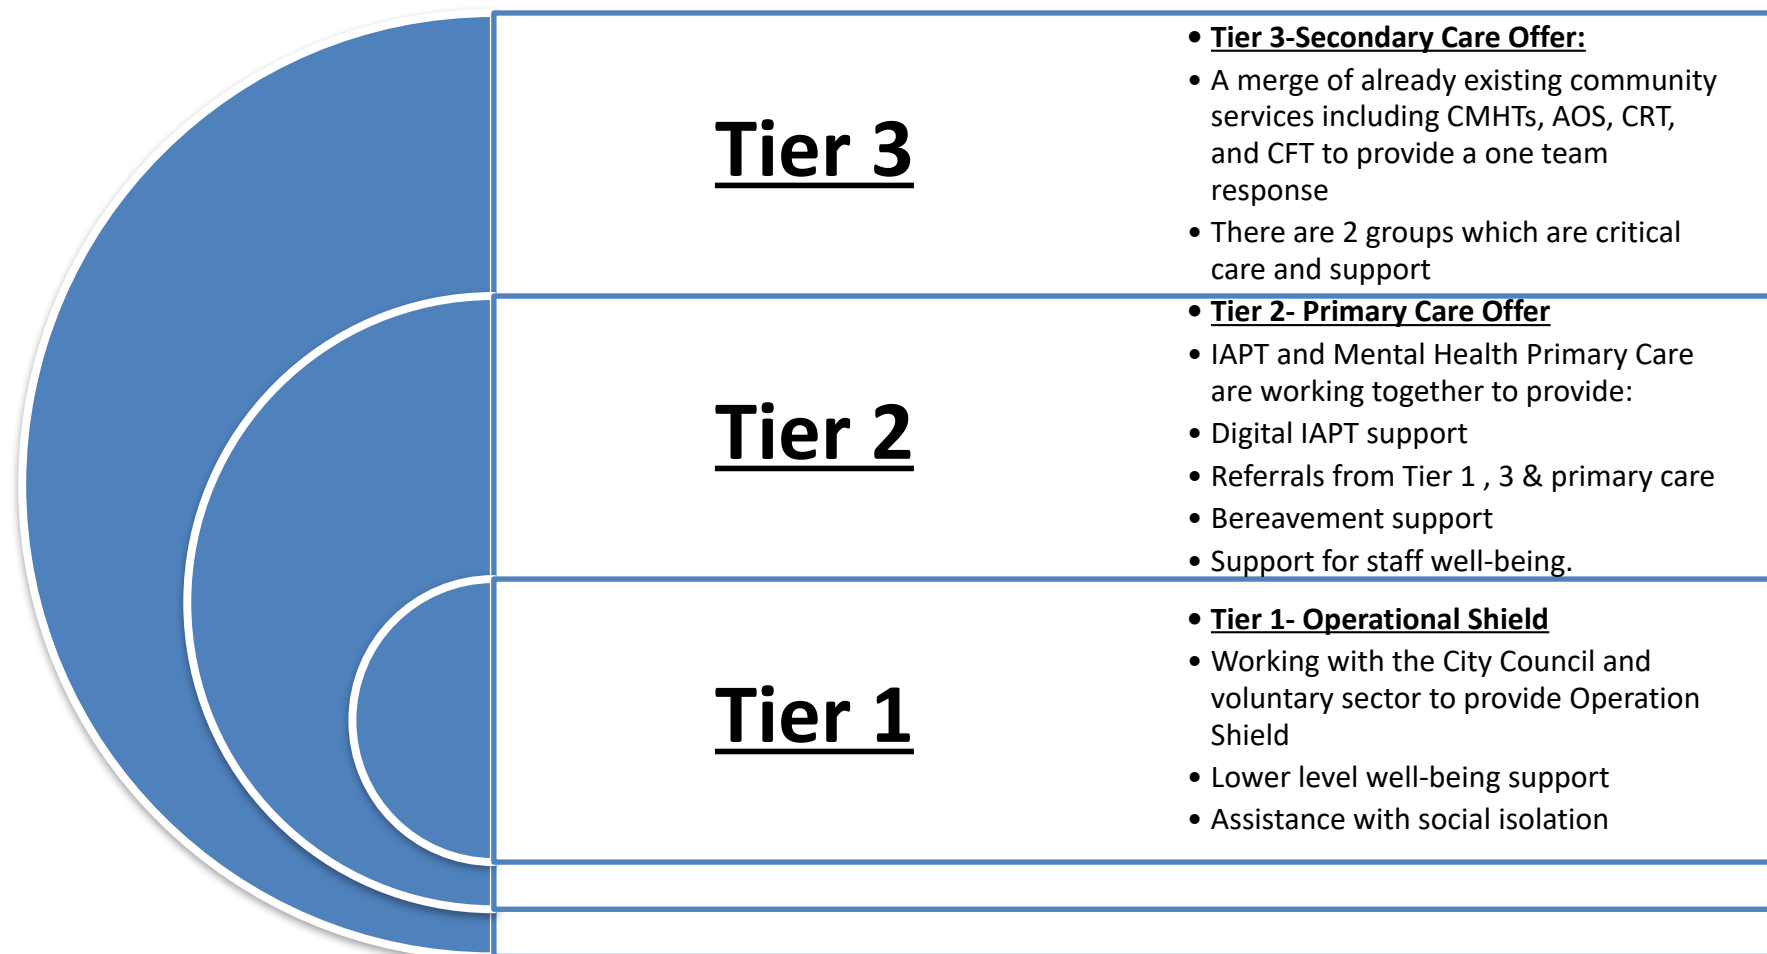 Tier 3
• Tier 3-Secondary Care Offer:
• A merge of already existing community
services including CMHTs, AOS, CRT,
and CFT to provide a one team
response
• There are 2 groups which are critical
care and support
Tier 2
• Tier 2- Primary Care Offer
• IAPT and Mental Health Primary Care
are working together to provide:
• Digital IAPT support
• Referrals from Tier 1 , 3 & primary care
• Bereavement support
• Support for staff well-being.
Tier 1
• Tier 1- Operational Shield
• Working with the City Council and
voluntary sector to provide Operation
Shield
• Lower level well-being support
• Assistance with social isolation